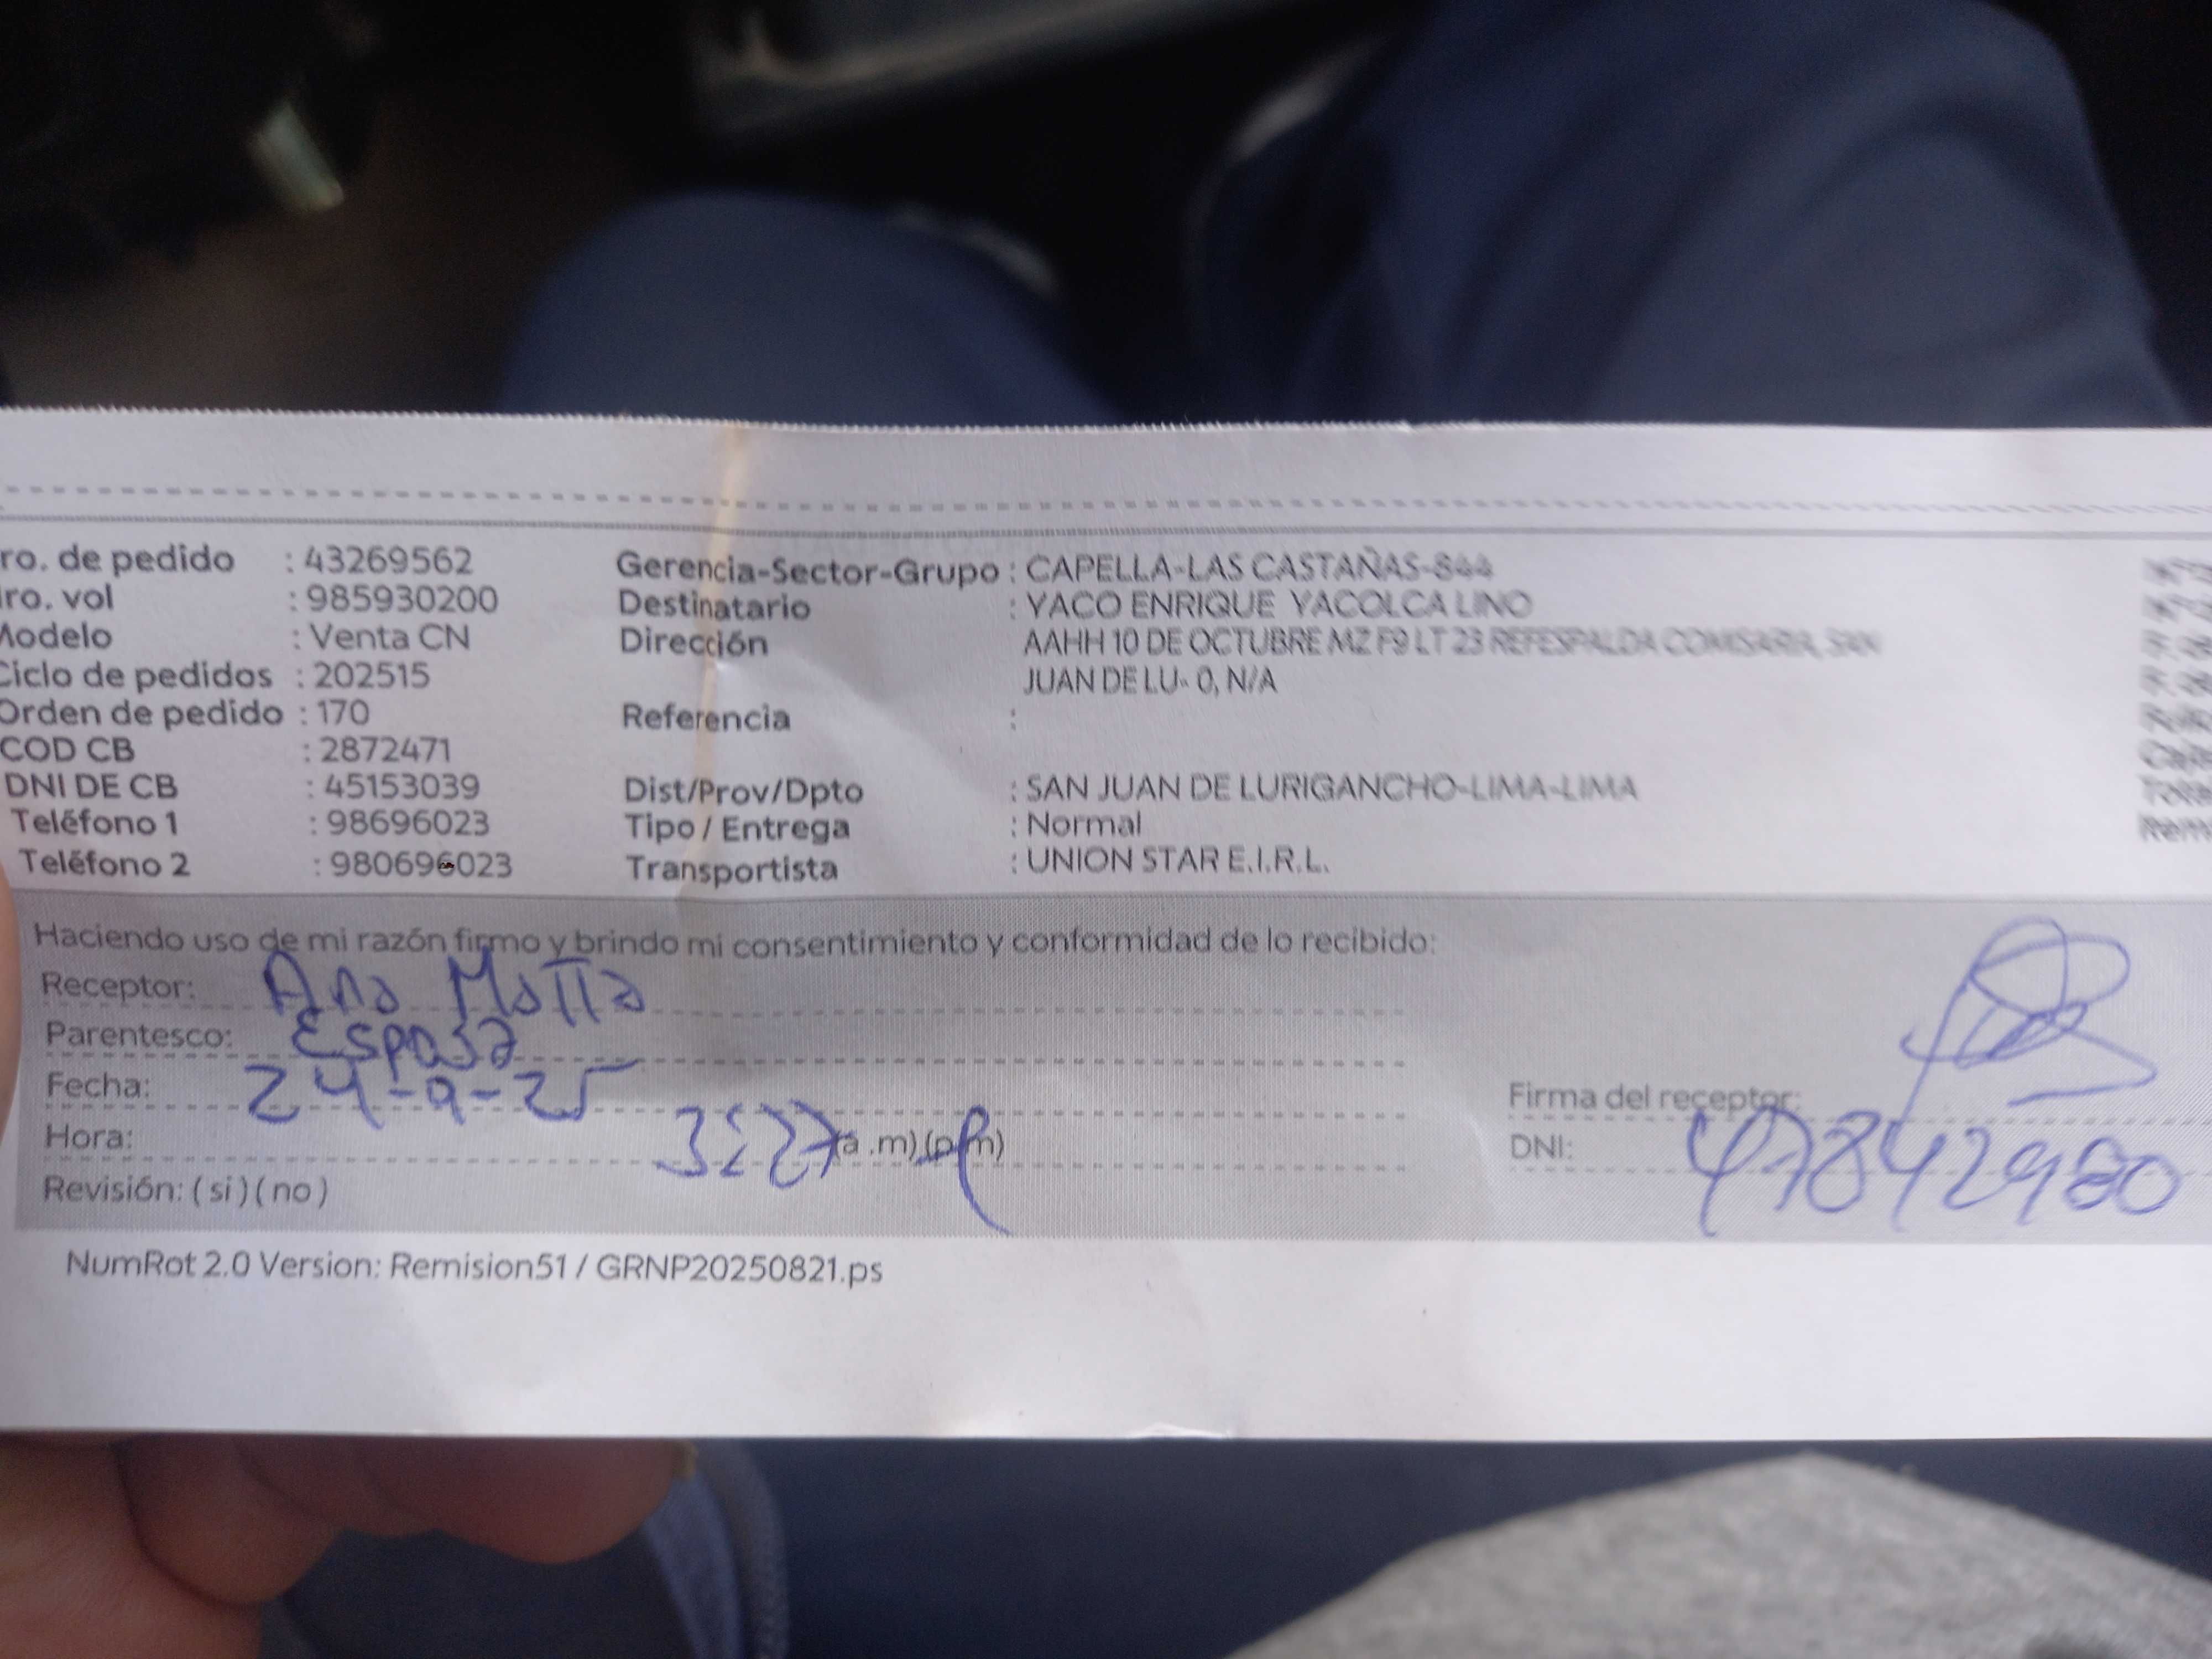 ro. de pedido : 43269562 Gerencia-Sector-Grupo : CAPELLA-LAS CASTAÑAS-844
ro. vol : 985930200 Destinatario : YACO ENRIQUE YACOLCA LINO
Modelo : Venta CN Dirección AAHH 10 DE OCTUBRE MZ F9 LT 23 REFESPALDA COMISARIA, SAN
Ciclo de pedidos : 202515 JUAN DE LU- 0, N/A
Orden de pedido : 170 Referencia :
COD CB : 2872471
DNI DE CB : 45153039 Dist/Prov/Dpto : SAN JUAN DE LURIGANCHO-LIMA-LIMA
Teléfono 1 : 98696023 Tipo / Entrega : Normal
Teléfono 2 : 980696023 Transportista : UNION STAR E.I.R.L.
Haciendo uso de mi razón firmo y brindo mi consentimiento y conformidad de lo recibido:
Receptor: Ana Motta
Parentesco: Esposa
Fecha: 24-9-25 Firma del receptor:
Hora: 3:27 (a .m) (p.m) DNI: 47842980
Revisión: ( si ) ( no )
NumRot 2.0 Version: Remision51 / GRNP20250821.ps